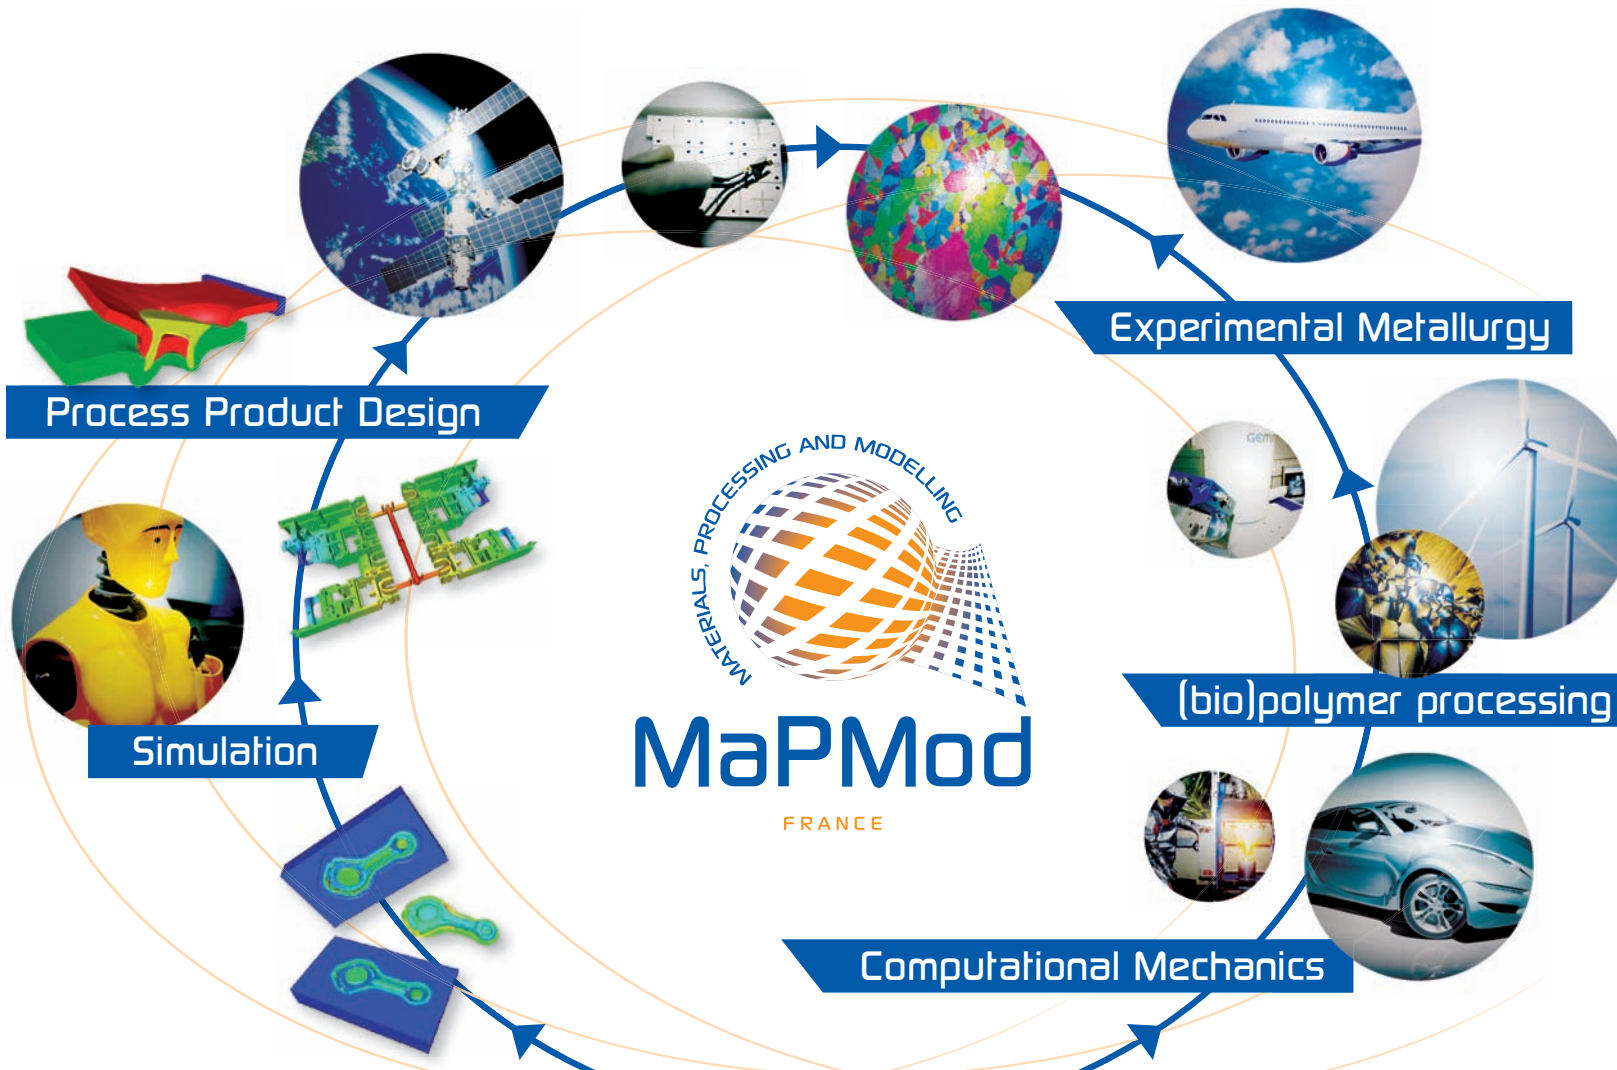 Experimental Metallurgy
Process Product Design
MATERIALS, PROCESSING AND MODELLING
(bio)polymer processing
MaPMod
FRANCE
Simulation
Computational Mechanics